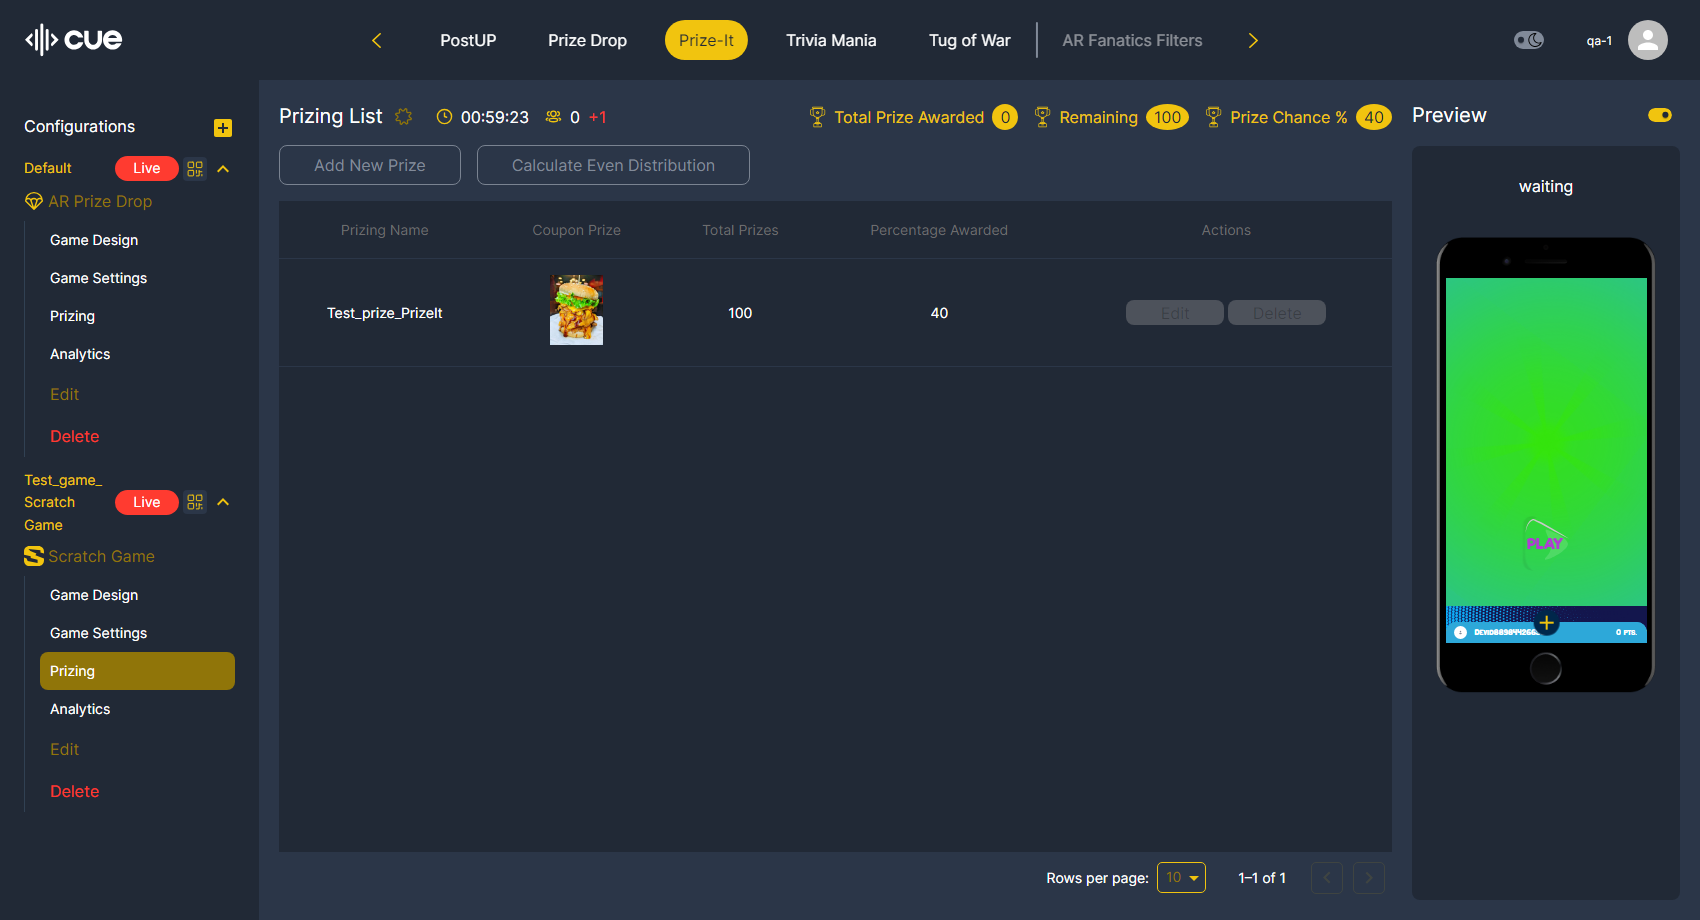 cue
PostUP
Prize Drop
Prize-It
Trivia Mania
Tug of War
AR Fanatics Filters
qa-1
Configurations
Default
Live
AR Prize Drop
Game Design
Game Settings
Prizing
Analytics
Edit
Delete
Test_game_
Scratch
Game
Live
Scratch Game
Game Design
Game Settings
Prizing
Analytics
Edit
Delete
Prizing List
00:59:23
0 +1
Total Prize Awarded 0
Remaining 100
Prize Chance % 40
Add New Prize
Calculate Even Distribution
Prizing Name
Coupon Prize
Total Prizes
Percentage Awarded
Actions
Test_prize_PrizeIt
100
40
Edit
Delete
Rows per page: 10
1–1 of 1
Preview
waiting
PLAY
0 PTS.